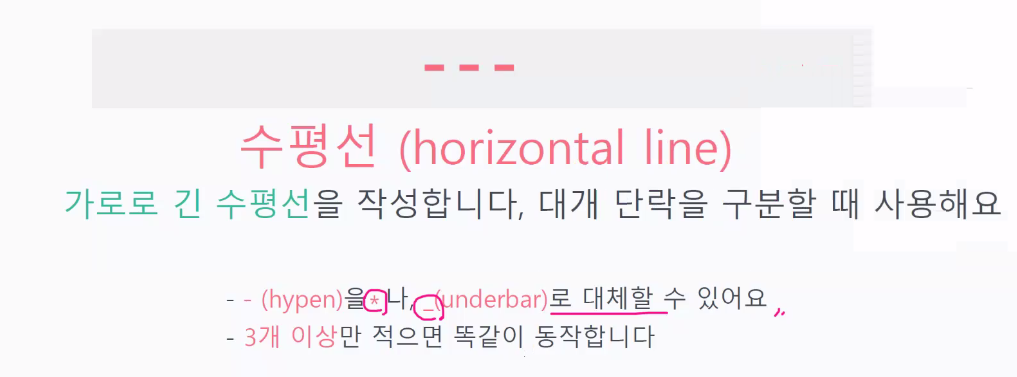 ---
수평선 (horizontal line)
가로로 긴 수평선을 작성합니다, 대개 단락을 구분할 때 사용해요
- - (hypen)을 * 나, _(underbar)로 대체할 수 있어요
- 3개 이상만 적으면 똑같이 동작합니다